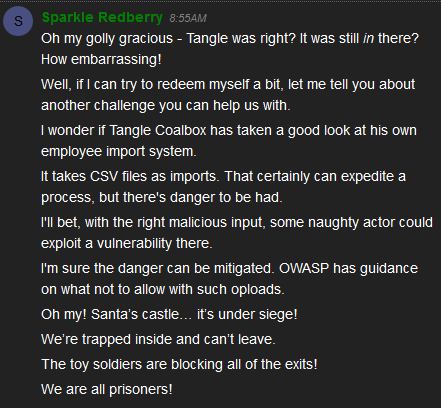 S
Sparkle Redberry 8:55AM
Oh my golly gracious - Tangle was right? It was still in there?
How embarrassing!
Well, if I can try to redeem myself a bit, let me tell you about
another challenge you can help us with.
I wonder if Tangle Coalbox has taken a good look at his own
employee import system.
It takes CSV files as imports. That certainly can expedite a
process, but there's danger to be had.
I'll bet, with the right malicious input, some naughty actor could
exploit a vulnerability there.
I'm sure the danger can be mitigated. OWASP has guidance
on what not to allow with such oploads.
Oh my! Santa’s castle… it’s under siege!
We’re trapped inside and can’t leave.
The toy soldiers are blocking all of the exits!
We are all prisoners!